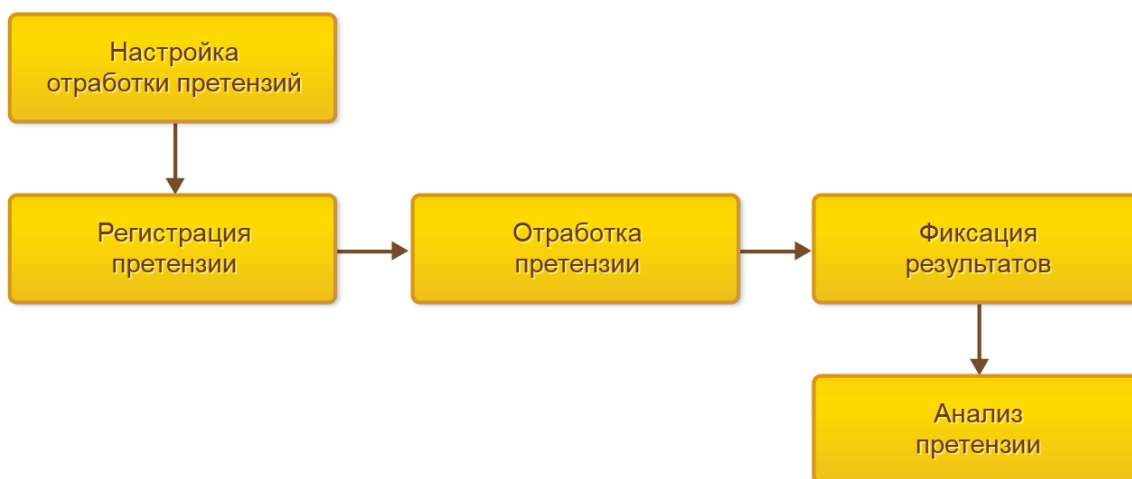 Настройка
отработки претензий
Регистрация
претензии
Отработка
претензии
Фиксация
результатов
Анализ
претензии